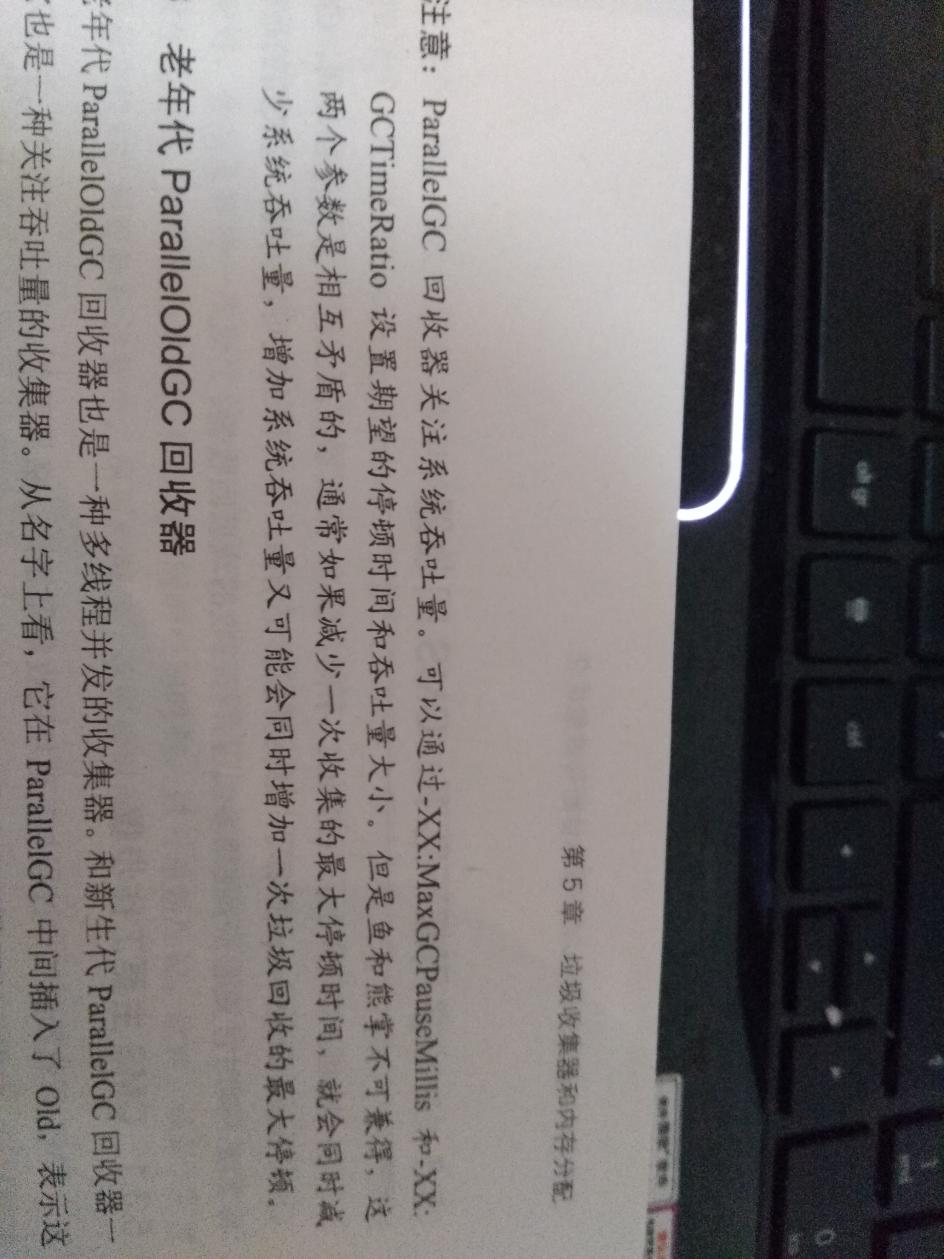 第5章 垃圾收集器和内存分配
注意：ParallelGC 回收器关注系统吞吐量。可以通过-XX:MaxGCPauseMillis 和-XX:
GCTimeRatio 设置期望的停顿时间和吞吐量大小。但是鱼和熊掌不可兼得，这
两个参数是相互矛盾的，通常如果减少一次收集的最大停顿时间，就会同时减
少系统吞吐量，增加系统吞吐量又可能会同时增加一次垃圾回收的最大停顿。
老年代 ParallelOldGC 回收器
年代 ParallelOldGC 回收器也是一种多线程并发的收集器。和新生代 ParallelGC 回收器一
也是一种关注吞吐量的收集器。从名字上看，它在 ParallelGC 中间插入了 Old，表示这